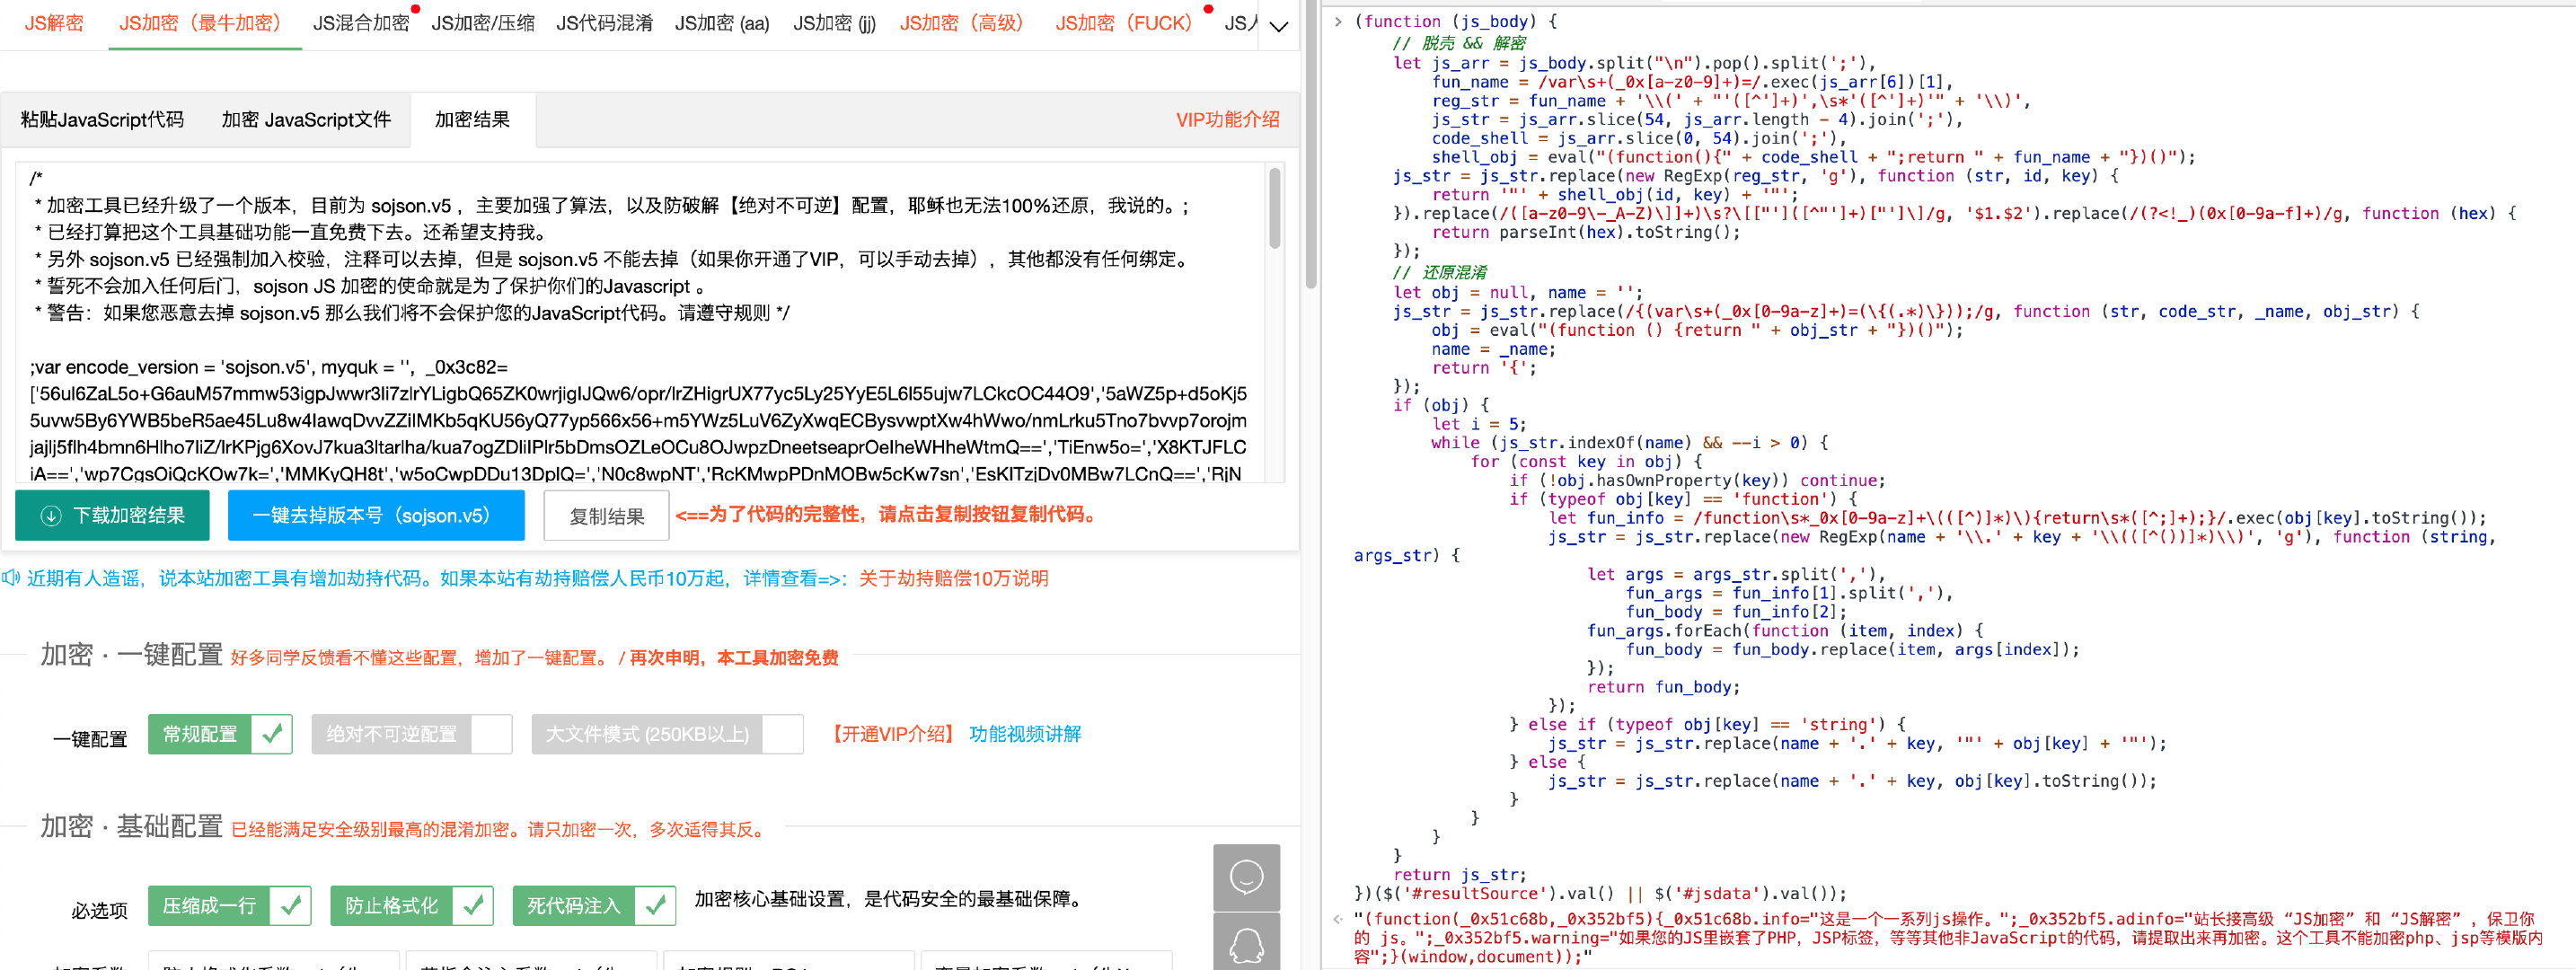 JS解密 JS加密（最牛加密） JS混合加密 JS加密/压缩 JS代码混淆 JS加密 (aa) JS加密 (jj) JS加密（高级） JS加密（FUCK）
粘贴JavaScript代码 加密 JavaScript文件 加密结果 VIP功能介绍
/*
* 加密工具已经升级了一个版本，目前为 sojson.v5 ，主要加强了算法，以及防破解【绝对不可逆】配置，耶稣也无法100%还原，我说的。;
* 已经打算把这个工具基础功能一直免费下去。还希望支持我。
* 另外 sojson.v5 已经强制加入校验，注释可以去掉，但是 sojson.v5 不能去掉（如果你开通了VIP，可以手动去掉），其他都没有任何绑定。
* 誓死不会加入任何后门，sojson JS 加密的使命就是为了保护你们的Javascript 。
* 警告：如果您恶意去掉 sojson.v5 那么我们将不会保护您的JavaScript代码。请遵守规则 */
;var encode_version = 'sojson.v5', myquk = '', _0x3c82=
下载加密结果 一键去掉版本号（sojson.v5） 复制结果 <==为了代码的完整性，请点击复制按钮复制代码。
近期有人造谣，说本站加密工具有增加劫持代码。如果本站有劫持赔偿人民币10万起，详情查看=>：关于劫持赔偿10万说明
加密 · 一键配置 好多同学反馈看不懂这些配置，增加了一键配置。 / 再次申明，本工具加密免费
一键配置 常规配置 绝对不可逆配置 大文件模式 (250KB以上) 【开通VIP介绍】 功能视频讲解
加密 · 基础配置 已经能满足安全级别最高的混淆加密。请只加密一次，多次适得其反。
必选项 压缩成一行 防止格式化 死代码注入 加密核心基础设置，是代码安全的最基础保障。
(function (js_body) {
// 脱壳 && 解密
let js_arr = js_body.split("\n").pop().split(';'),
fun_name = /var\s+(_0x[a-z0-9]+)=/.exec(js_arr[6])[1],
reg_str = fun_name + '\\(' + "'([^']+)',\s*'([^']+)'" + '\\)',
js_str = js_arr.slice(54, js_arr.length - 4).join(';'),
code_shell = js_arr.slice(0, 54).join(';'),
shell_obj = eval("(function(){" + code_shell + ";return " + fun_name + "})()");
js_str = js_str.replace(new RegExp(reg_str, 'g'), function (str, id, key) {
return '"' + shell_obj(id, key) + '"';
}).replace(/([a-z0-9\-_A-Z)\]]+)\s?\[["']([^"']+)["']\]/g, '$1.$2').replace(/(?<!_)(0x[0-9a-f]+)/g, function (hex) {
return parseInt(hex).toString();
});
// 还原混淆
let obj = null, name = '';
js_str = js_str.replace(/{(var\s+(_0x[0-9a-z]+)=(\{(.*)\}));/g, function (str, code_str, _name, obj_str) {
obj = eval("(function () {return " + obj_str + "})()");
name = _name;
return '{';
});
if (obj) {
let i = 5;
while (js_str.indexOf(name) && --i > 0) {
for (const key in obj) {
if (!obj.hasOwnProperty(key)) continue;
if (typeof obj[key] == 'function') {
let fun_info = /function\s*_0x[0-9a-z]+\(([^)]*)\){return\s*([^;]+);}/.exec(obj[key].toString());
js_str = js_str.replace(new RegExp(name + '\\.' + key + '\\(([^())]*)\\)', 'g'), function (string,
args_str) {
let args = args_str.split(','),
fun_args = fun_info[1].split(','),
fun_body = fun_info[2];
fun_args.forEach(function (item, index) {
fun_body = fun_body.replace(item, args[index]);
});
return fun_body;
});
} else if (typeof obj[key] == 'string') {
js_str = js_str.replace(name + '.' + key, '"' + obj[key] + '"');
} else {
js_str = js_str.replace(name + '.' + key, obj[key].toString());
}
}
}
}
return js_str;
})($('#resultSource').val() || $('#jsdata').val());
"(function(_0x51c68b,_0x352bf5){_0x51c68b.info="这是一个一系列js操作。";_0x352bf5.adinfo="站长接高级 “JS加密” 和 “JS解密” ，保卫你
的 js。";_0x352bf5.warning="如果您的JS里嵌套了PHP，JSP标签，等等其他非JavaScript的代码，请提取出来再加密。这个工具不能加密php、jsp等模版内
容";}(window,document));"